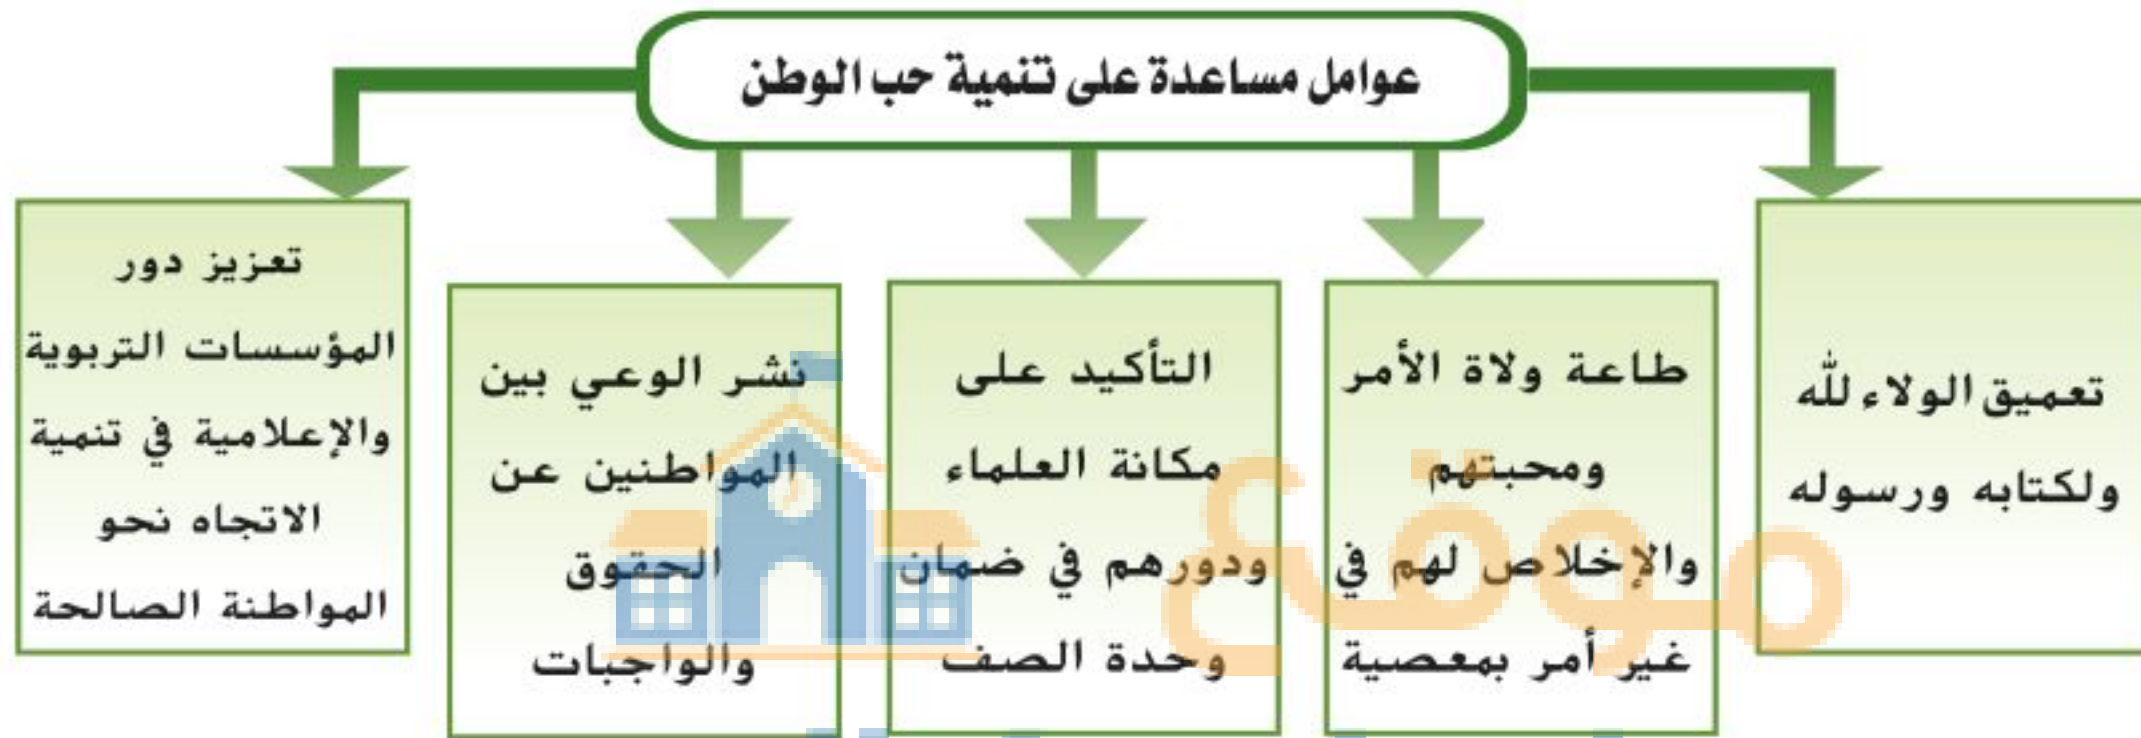 عوامل مساعدة على تنمية حب الوطن
تعميق الولاء لله
ولكتابه ورسوله
طاعة ولاة الأمر
ومحبتهم
والإخلاص لهم في
غير أمر بمعصية
التأكيد على
مكانة العلماء
ودورهم في ضمان
وحدة الصف
نشر الوعي بين
المواطنين عن
الحقوق
والواجبات
تعزيز دور
المؤسسات التربوية
والإعلامية في تنمية
الاتجاه نحو
المواطنة الصالحة
موقع